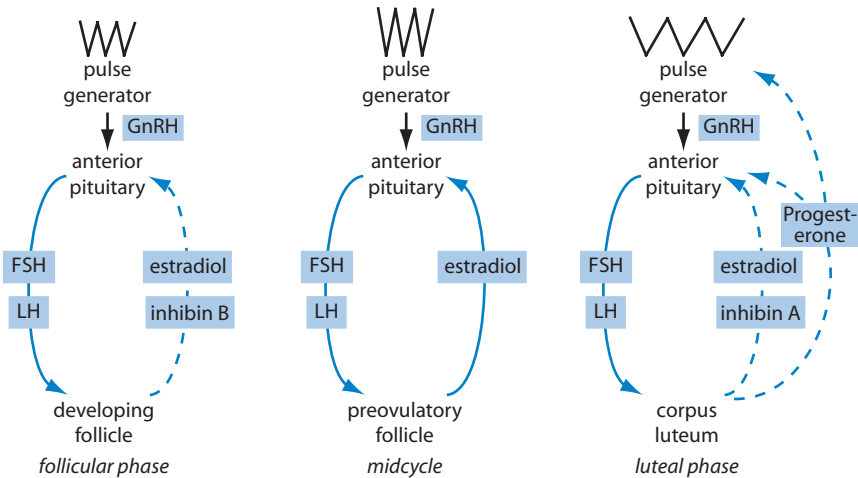 pulse
generator
GnRH
anterior
pituitary
FSH
LH
estradiol
inhibin B
developing
follicle
follicular phase
pulse
generator
GnRH
anterior
pituitary
FSH
LH
estradiol
preovulatory
follicle
midcycle
pulse
generator
GnRH
anterior
pituitary
Progest-
erone
FSH
LH
estradiol
inhibin A
corpus
luteum
luteal phase